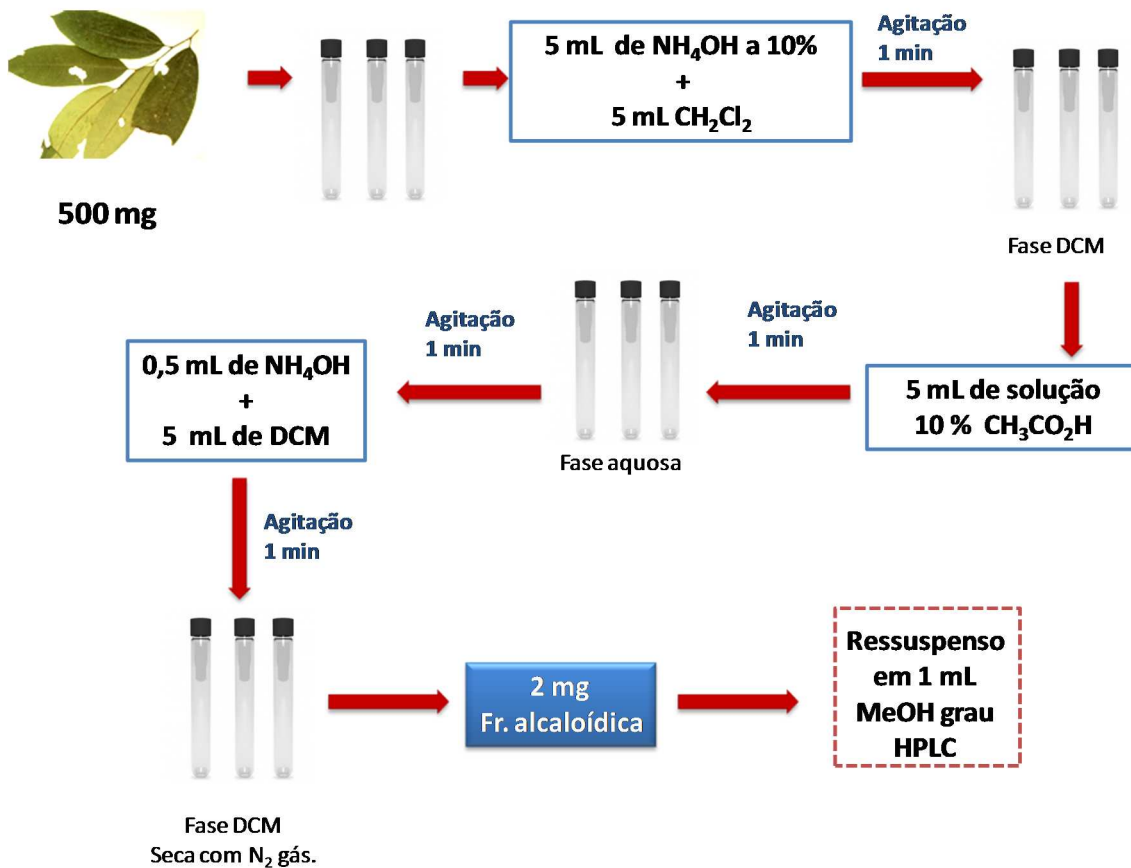 500 mg
5 mL de NH₄OH a 10%
+
5 mL CH₂Cl₂
Agitação
1 min
Fase DCM
5 mL de solução
10 % CH₃CO₂H
Agitação
1 min
Fase aquosa
Agitação
1 min
0,5 mL de NH₄OH
+
5 mL de DCM
Agitação
1 min
Fase DCM
Seca com N₂ gás.
2 mg
Fr. alcaloídica
Ressuspenso
em 1 mL
MeOH grau
HPLC